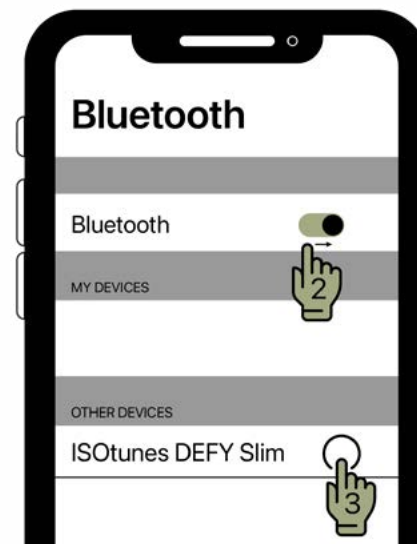 Bluetooth
Bluetooth
2
MY DEVICES
OTHER DEVICES
ISOtunes DEFY Slim
3